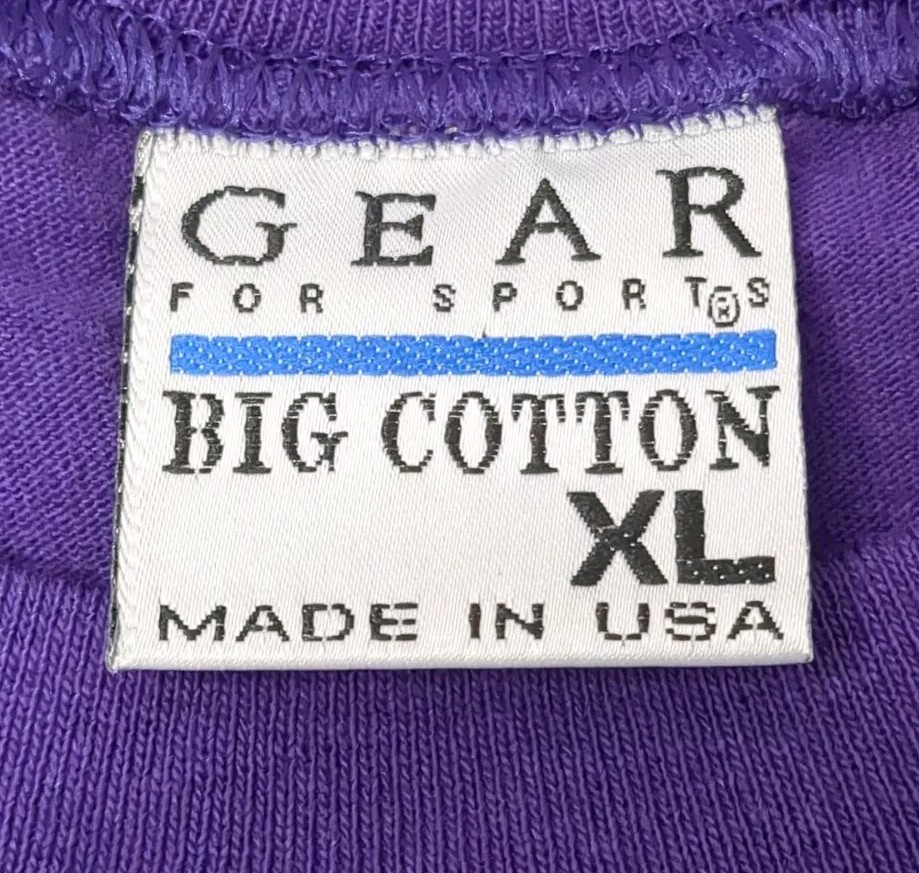 GEAR
FOR SPORTS®
BIG COTTON
XL
MADE IN USA